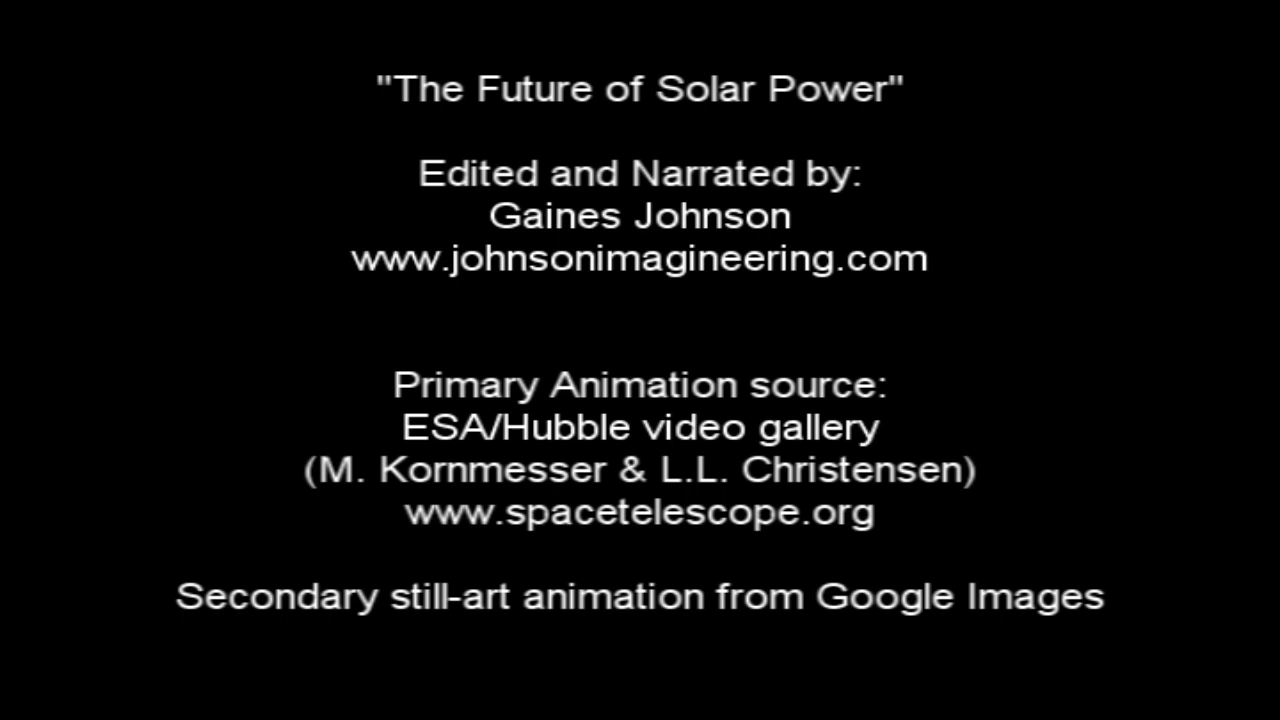 "The Future of Solar Power"
Edited and Narrated by:
Gaines Johnson
www.johnsonimagineering.com
Primary Animation source:
ESA/Hubble video gallery
(M. Kornmesser & L.L. Christensen)
www.spacetelescope.org
Secondary still-art animation from Google Images